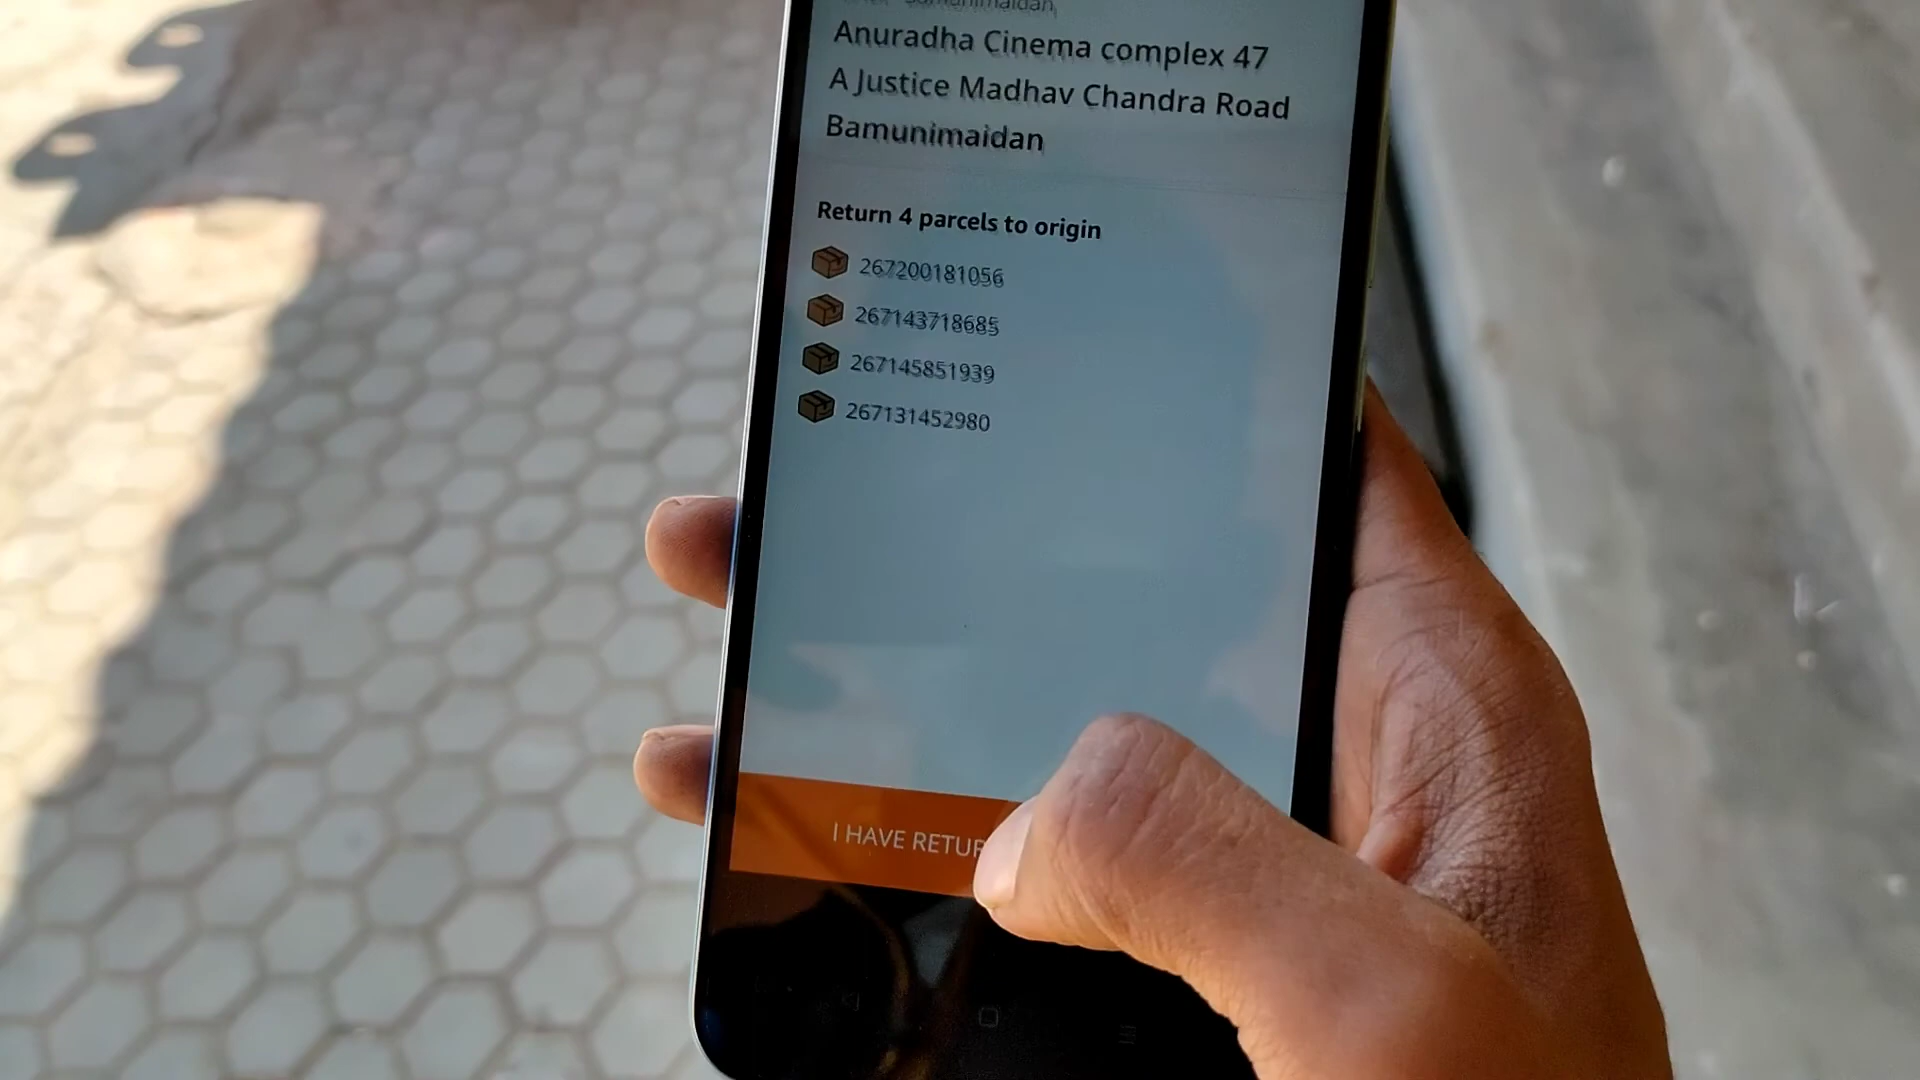 Bamunimaidan,
Anuradha Cinema complex 47
A Justice Madhav Chandra Road
Bamunimaidan
Return 4 parcels to origin
267200181056
267143718685
267145851939
267131452980
I HAVE RETUR